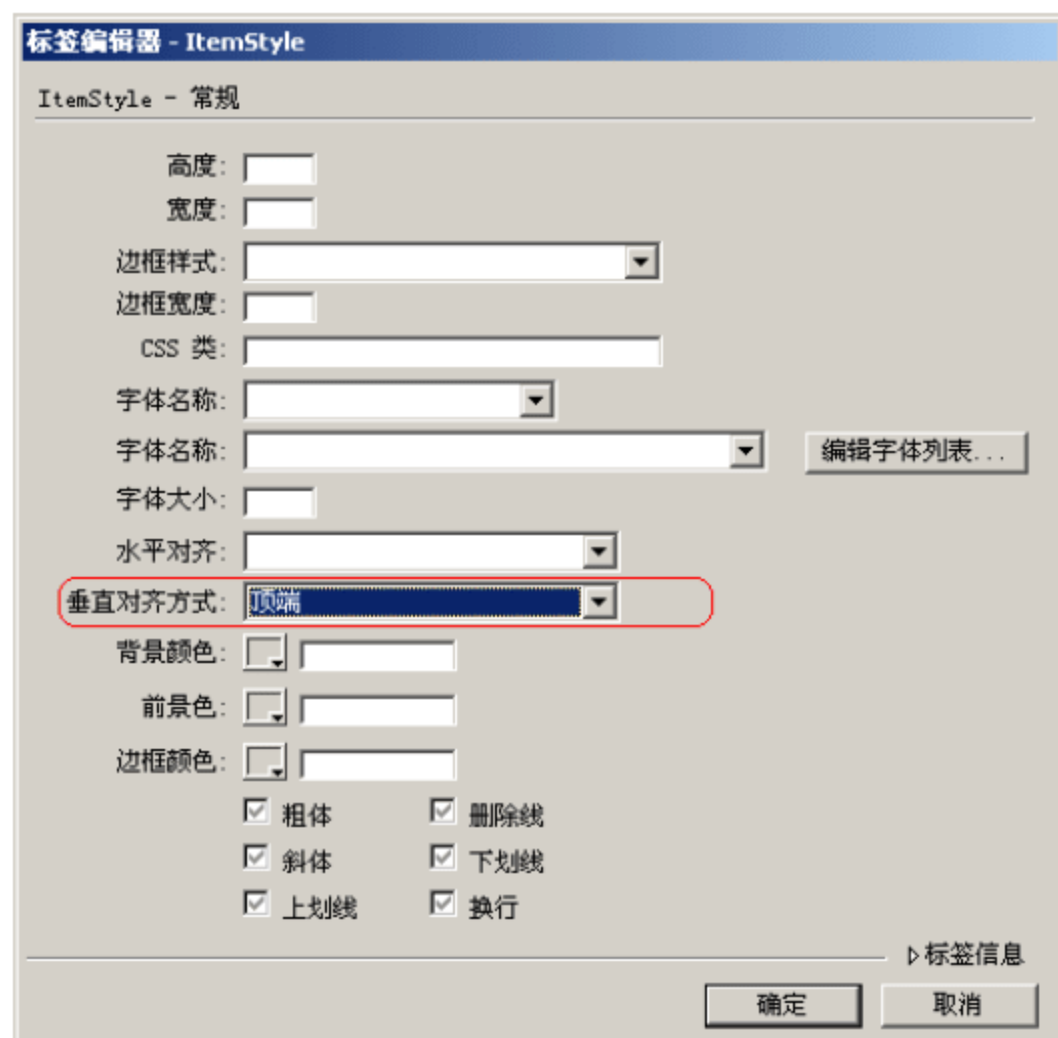 标签编辑器 - ItemStyle
ItemStyle - 常规
高度:
宽度:
边框样式:
边框宽度:
CSS 类:
字体名称:
字体名称: 编辑字体列表...
字体大小:
水平对齐:
垂直对齐方式: 顶端
背景颜色:
前景色:
边框颜色:
粗体 删除线
斜体 下划线
上划线 换行
标签信息
确定 取消